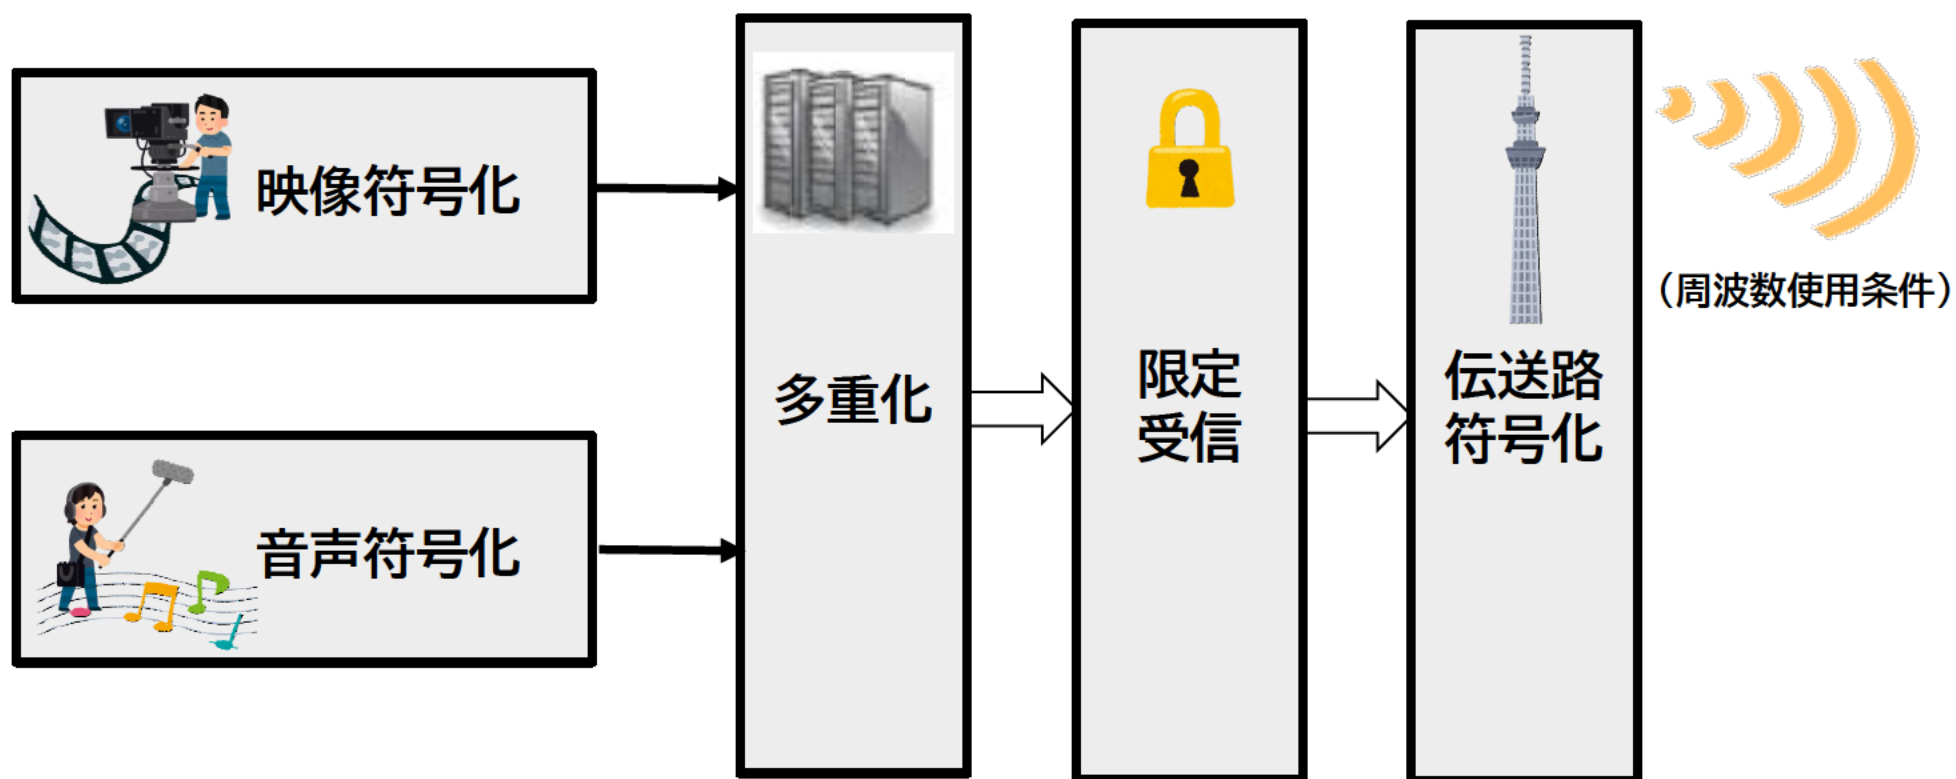 映像符号化
音声符号化
多重化
限定
受信
伝送路
符号化
（周波数使用条件）